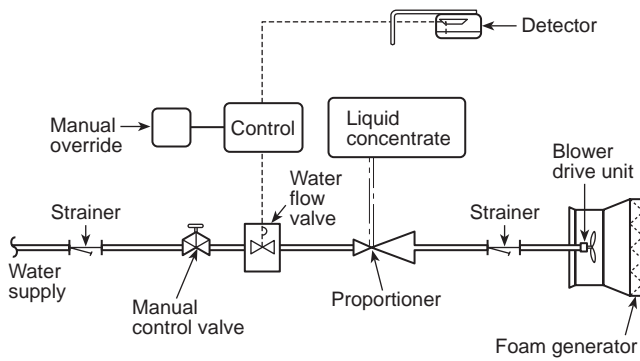 Detector
Manual
override
Control
Liquid
concentrate
Blower
drive unit
Water
flow
valve
Strainer
Strainer
Water
supply
Manual
control valve
Proportioner
Foam generator